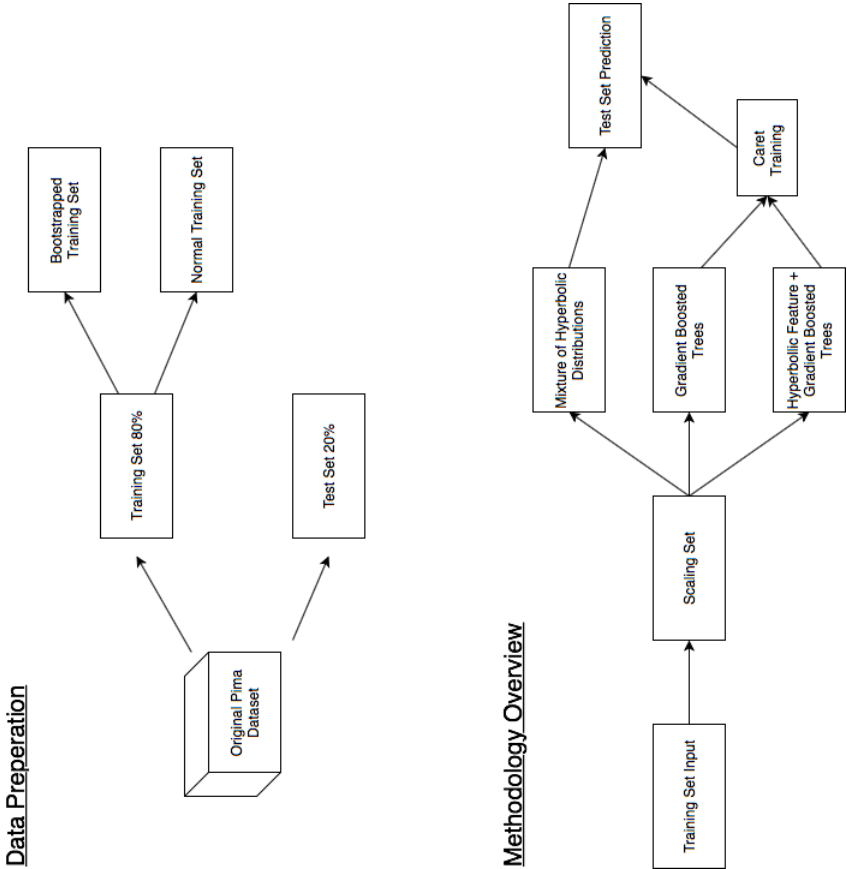 Data Preperation
Original Pima
Dataset
Training Set 80%
Test Set 20%
Bootstrapped
Training Set
Normal Training Set
Methodology Overview
Training Set Input
Scaling Set
Mixture of Hyperbolic
Distributions
Gradient Boosted
Trees
Hyperbollic Feature +
Gradient Boosted
Trees
Caret
Training
Test Set Prediction